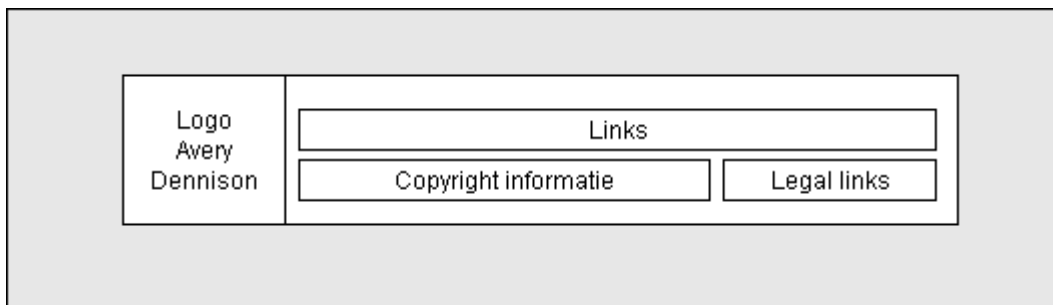 Logo
Avery
Dennison
Links
Copyright informatie
Legal links